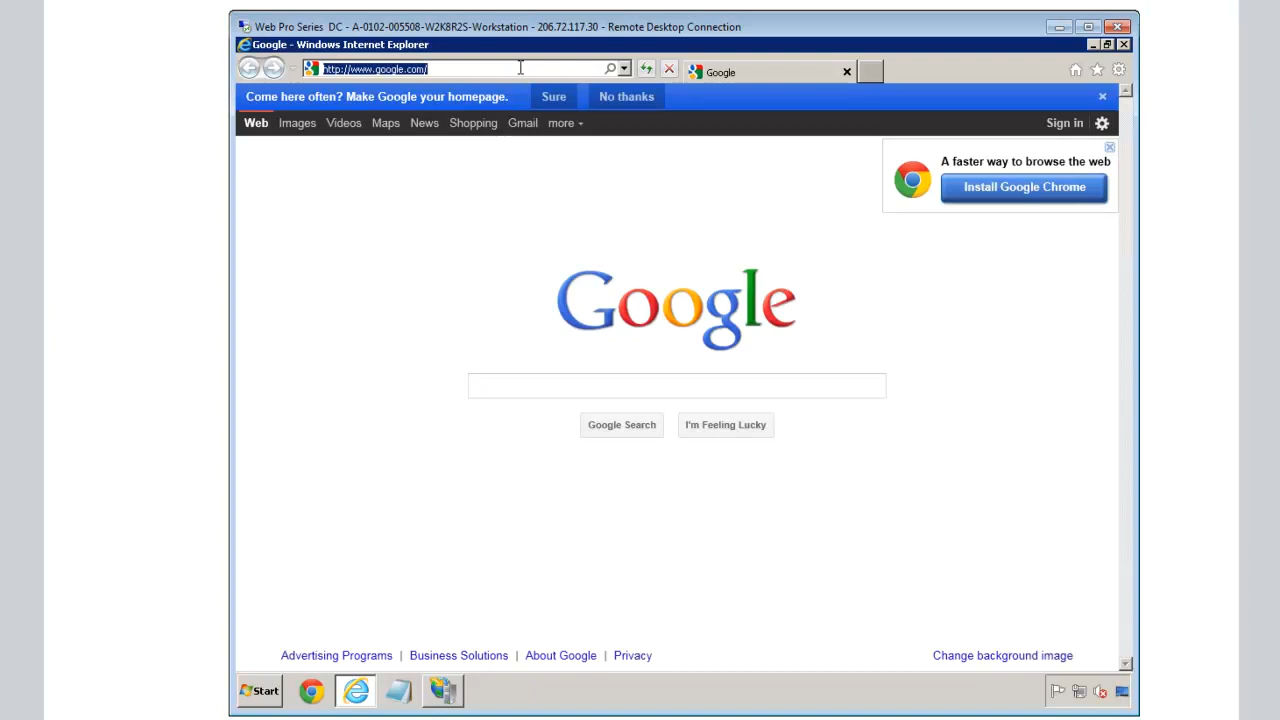 Web Pro Series DC - A-0102-005508-W2K8R2S-Workstation - 206.72.117.30 - Remote Desktop Connection
Google - Windows Internet Explorer
http://www.google.com/
Google
Come here often? Make Google your homepage. Sure No thanks
Web Images Videos Maps News Shopping Gmail more Sign in
A faster way to browse the web
Install Google Chrome
Google
Google Search I'm Feeling Lucky
Advertising Programs | Business Solutions | About Google | Privacy Change background image
Start